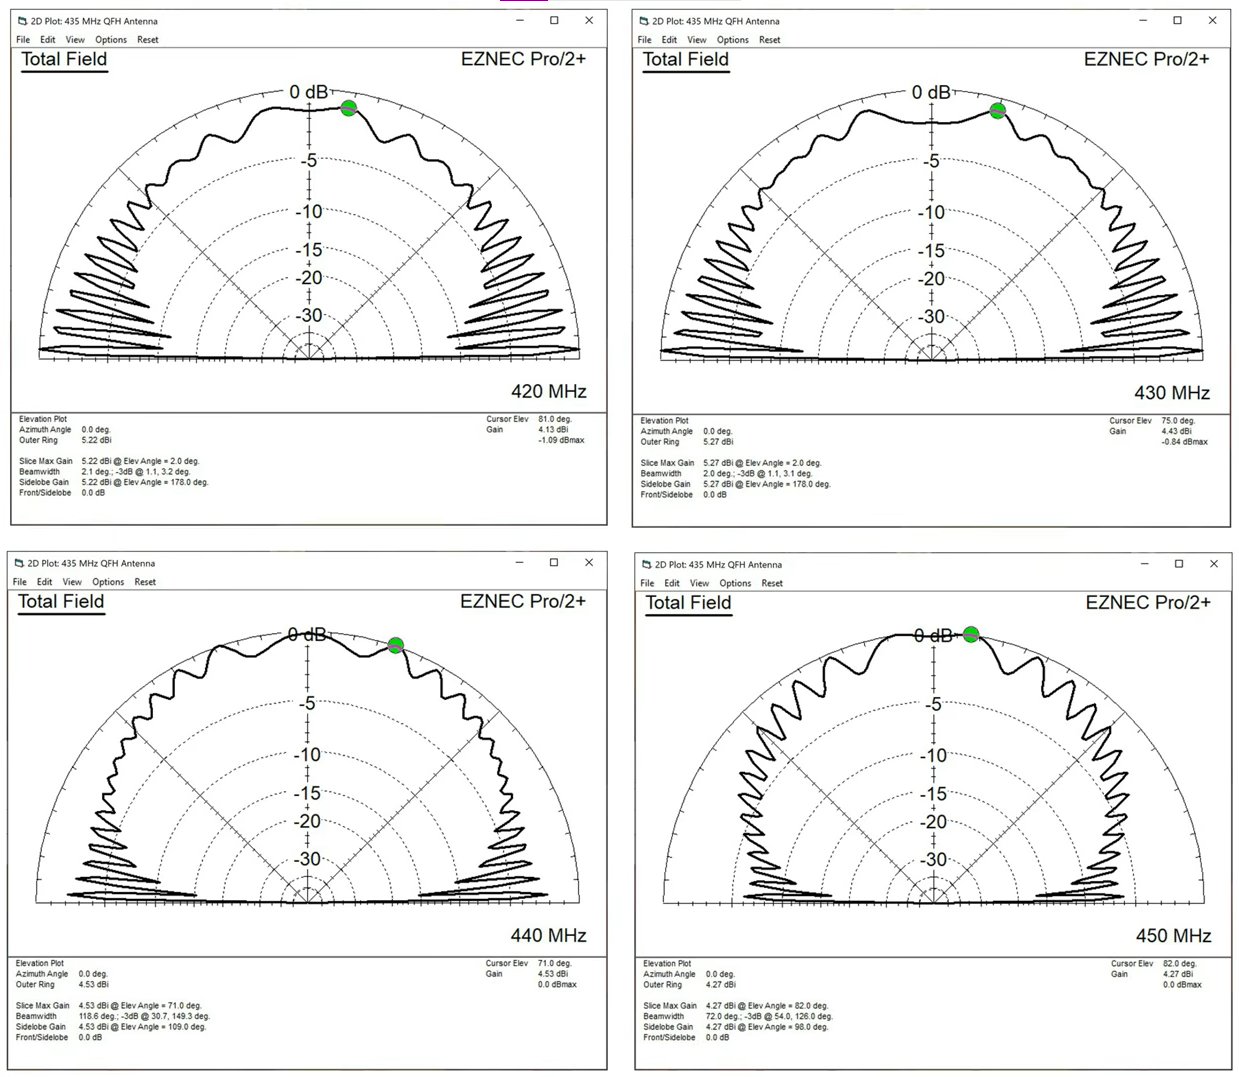 2D Plot: 435 MHz QFH Antenna
File Edit View Options Reset
Total Field EZNEC Pro/2+
0 dB
-5
-10
-15
-20
-30
420 MHz
Elevation Plot Cursor Elev 81.0 deg.
Azimuth Angle 0.0 deg. Gain 4.13 dBi
Outer Ring 5.22 dBi -1.09 dBmax
Slice Max Gain 5.22 dBi @ Elev Angle = 2.0 deg.
Beamwidth 2.1 deg.; -3dB @ 1.1, 3.2 deg.
Sidelobe Gain 5.22 dBi @ Elev Angle = 178.0 deg.
Front/Sidelobe 0.0 dB
2D Plot: 435 MHz QFH Antenna
File Edit View Options Reset
Total Field EZNEC Pro/2+
0 dB
-5
-10
-15
-20
-30
430 MHz
Elevation Plot Cursor Elev 75.0 deg.
Azimuth Angle 0.0 deg. Gain 4.43 dBi
Outer Ring 5.27 dBi -0.84 dBmax
Slice Max Gain 5.27 dBi @ Elev Angle = 2.0 deg.
Beamwidth 2.0 deg.; -3dB @ 1.1, 3.1 deg.
Sidelobe Gain 5.27 dBi @ Elev Angle = 178.0 deg.
Front/Sidelobe 0.0 dB
2D Plot: 435 MHz QFH Antenna
File Edit View Options Reset
Total Field EZNEC Pro/2+
0 dB
-5
-10
-15
-20
-30
440 MHz
Elevation Plot Cursor Elev 71.0 deg.
Azimuth Angle 0.0 deg. Gain 4.53 dBi
Outer Ring 4.53 dBi 0.0 dBmax
Slice Max Gain 4.53 dBi @ Elev Angle = 71.0 deg.
Beamwidth 118.6 deg.; -3dB @ 30.7, 149.3 deg.
Sidelobe Gain 4.53 dBi @ Elev Angle = 109.0 deg.
Front/Sidelobe 0.0 dB
2D Plot: 435 MHz QFH Antenna
File Edit View Options Reset
Total Field EZNEC Pro/2+
0 dB
-5
-10
-15
-20
-30
450 MHz
Elevation Plot Cursor Elev 82.0 deg.
Azimuth Angle 0.0 deg. Gain 4.27 dBi
Outer Ring 4.27 dBi 0.0 dBmax
Slice Max Gain 4.27 dBi @ Elev Angle = 82.0 deg.
Beamwidth 72.0 deg.; -3dB @ 54.0, 126.0 deg.
Sidelobe Gain 4.27 dBi @ Elev Angle = 98.0 deg.
Front/Sidelobe 0.0 dB